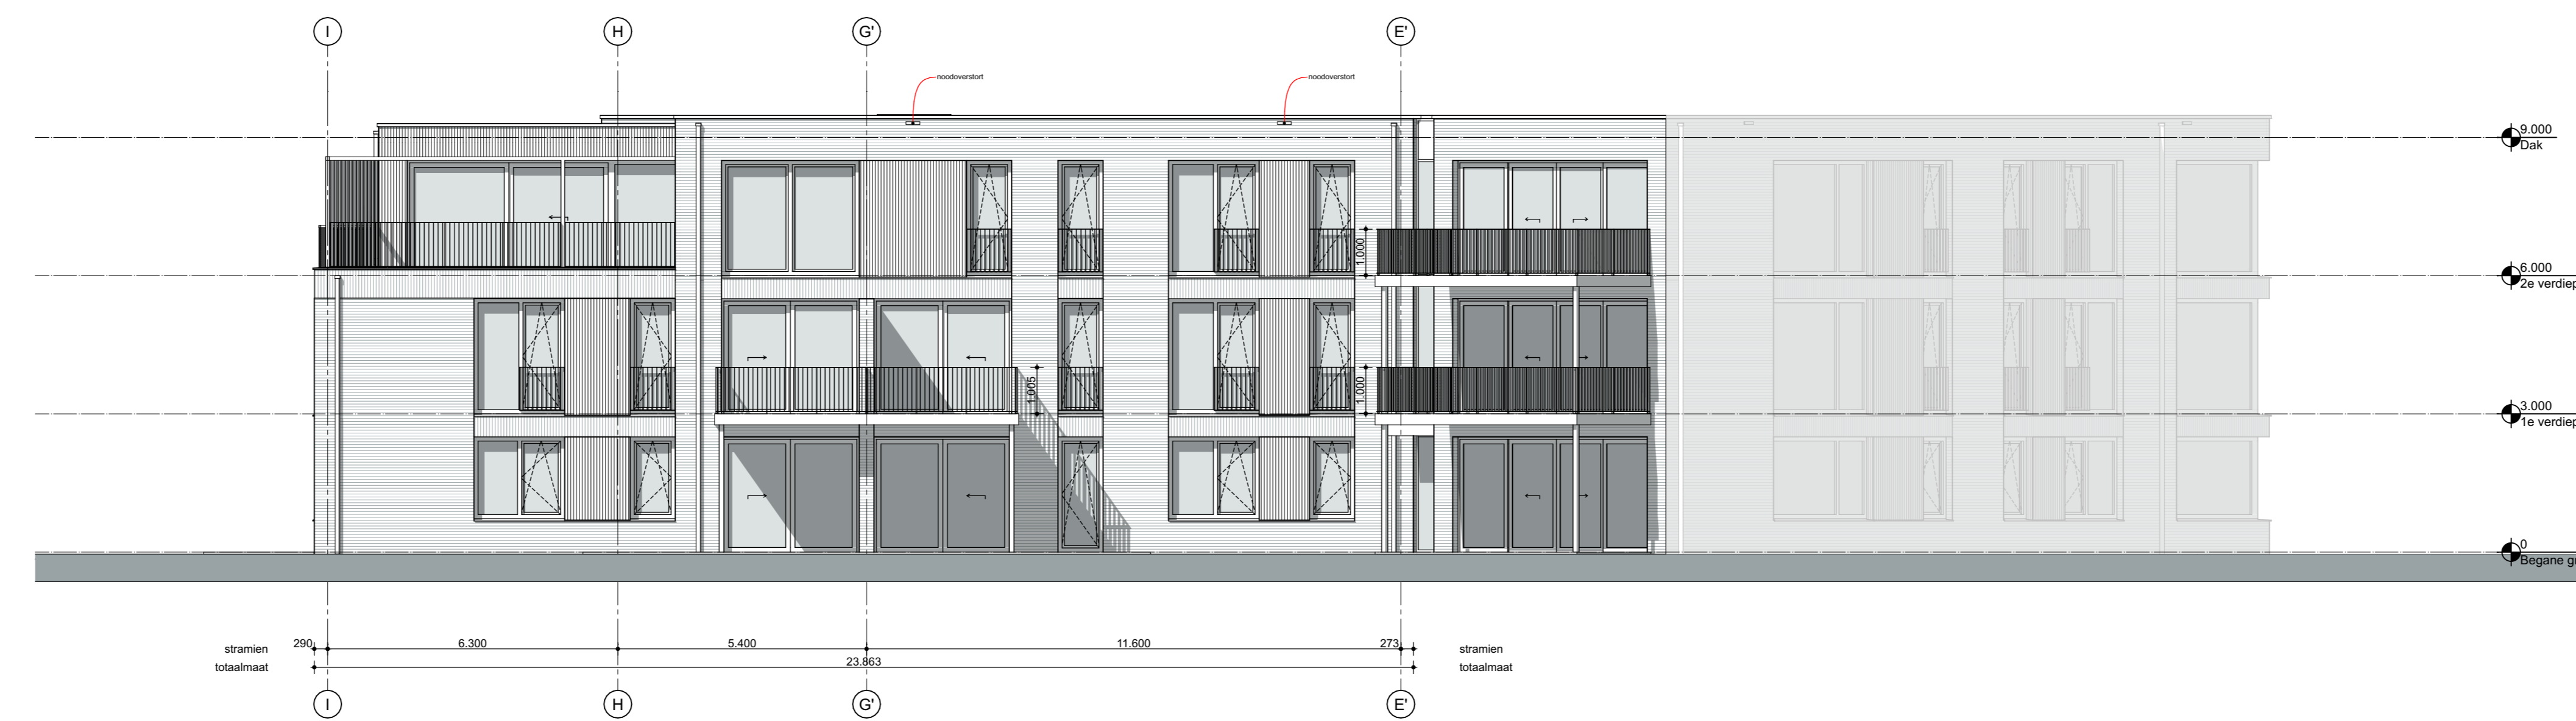 I
H
G'
E'
noodoverstort
noodoverstort
9.000
Dak
6.000
2e verdiep
3.000
1e verdiep
0
Begane gr
1.000
1.005
1.000
stramien
290
6.300
5.400
11.600
273
stramien
totaalmaat
23.863
totaalmaat
I
H
G'
E'